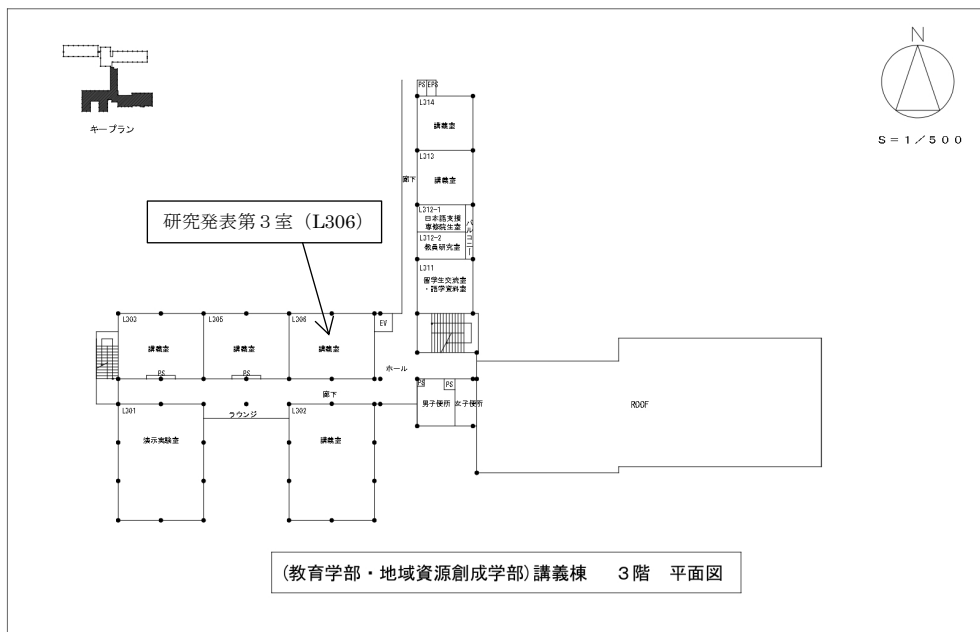 キープラン
N
S=1/500
PS EPS
L314
講義室
L313
講義室
廊下
L312-1
日本語支援
専修院生室
L312-2
教員研究室
バルコニー
L311
留学生交流室
・語学資料室
研究発表第3室(L306)
L303
講義室
PS
L305
講義室
PS
L306
講義室
EV
ホール
廊下
PS
PS
男子便所
女子便所
ROOF
L301
演示実験室
ラウンジ
L302
講義室
(教育学部・地域資源創成学部)講義棟 3階 平面図